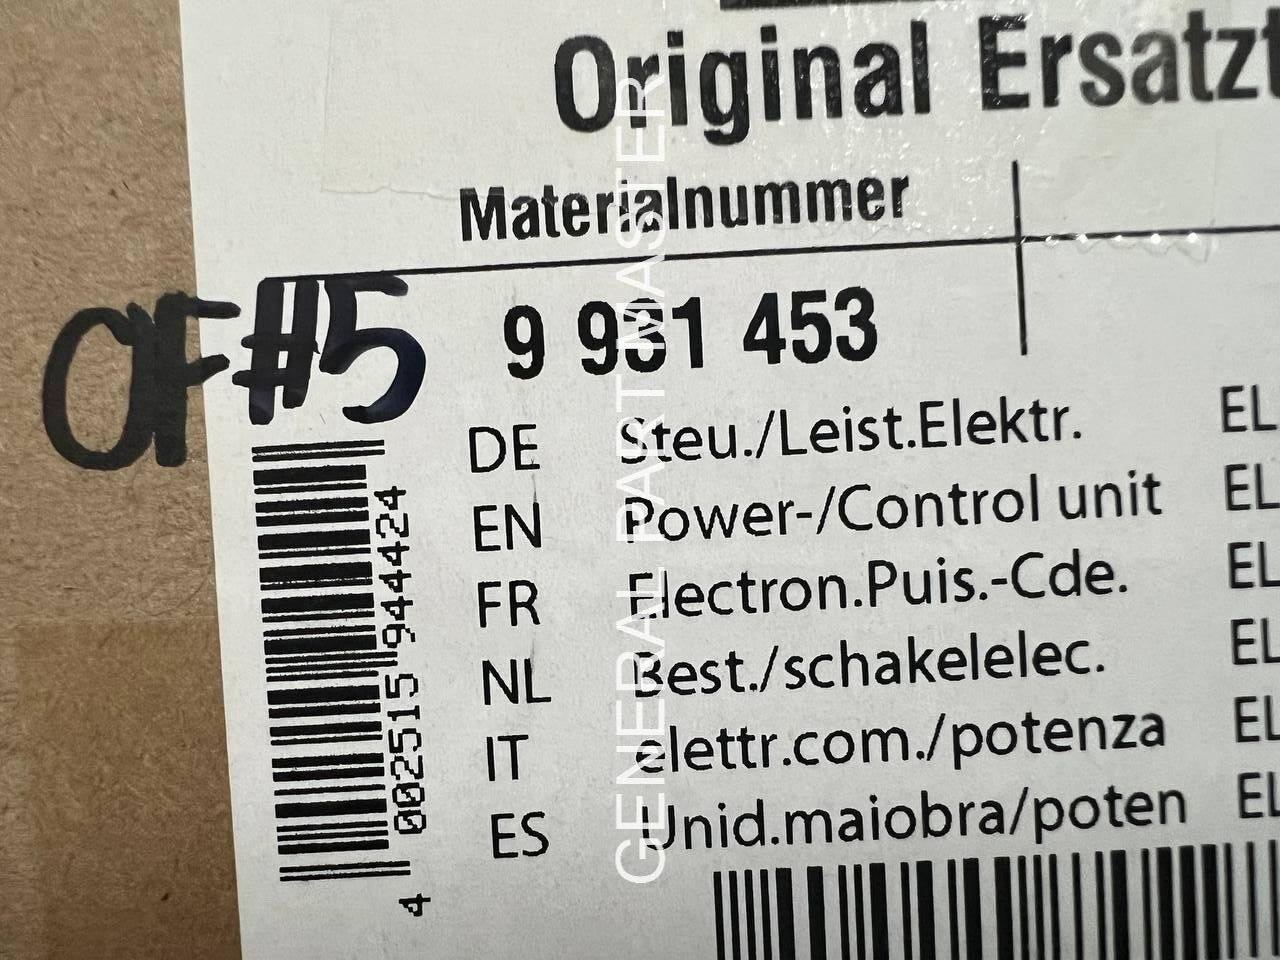 Original Ersatzt
Materialnummer
OF#5
9 931 453
DE Steu./Leist.Elektr. EL
EN Power-/Control unit EL
FR Electron.Puis.-Cde. EL
NL Best./schakelelec. EL
IT elettr.com./potenza EL
ES Unid.maiobra/poten EL
4 002515 944424
GENERAL PART MASTER